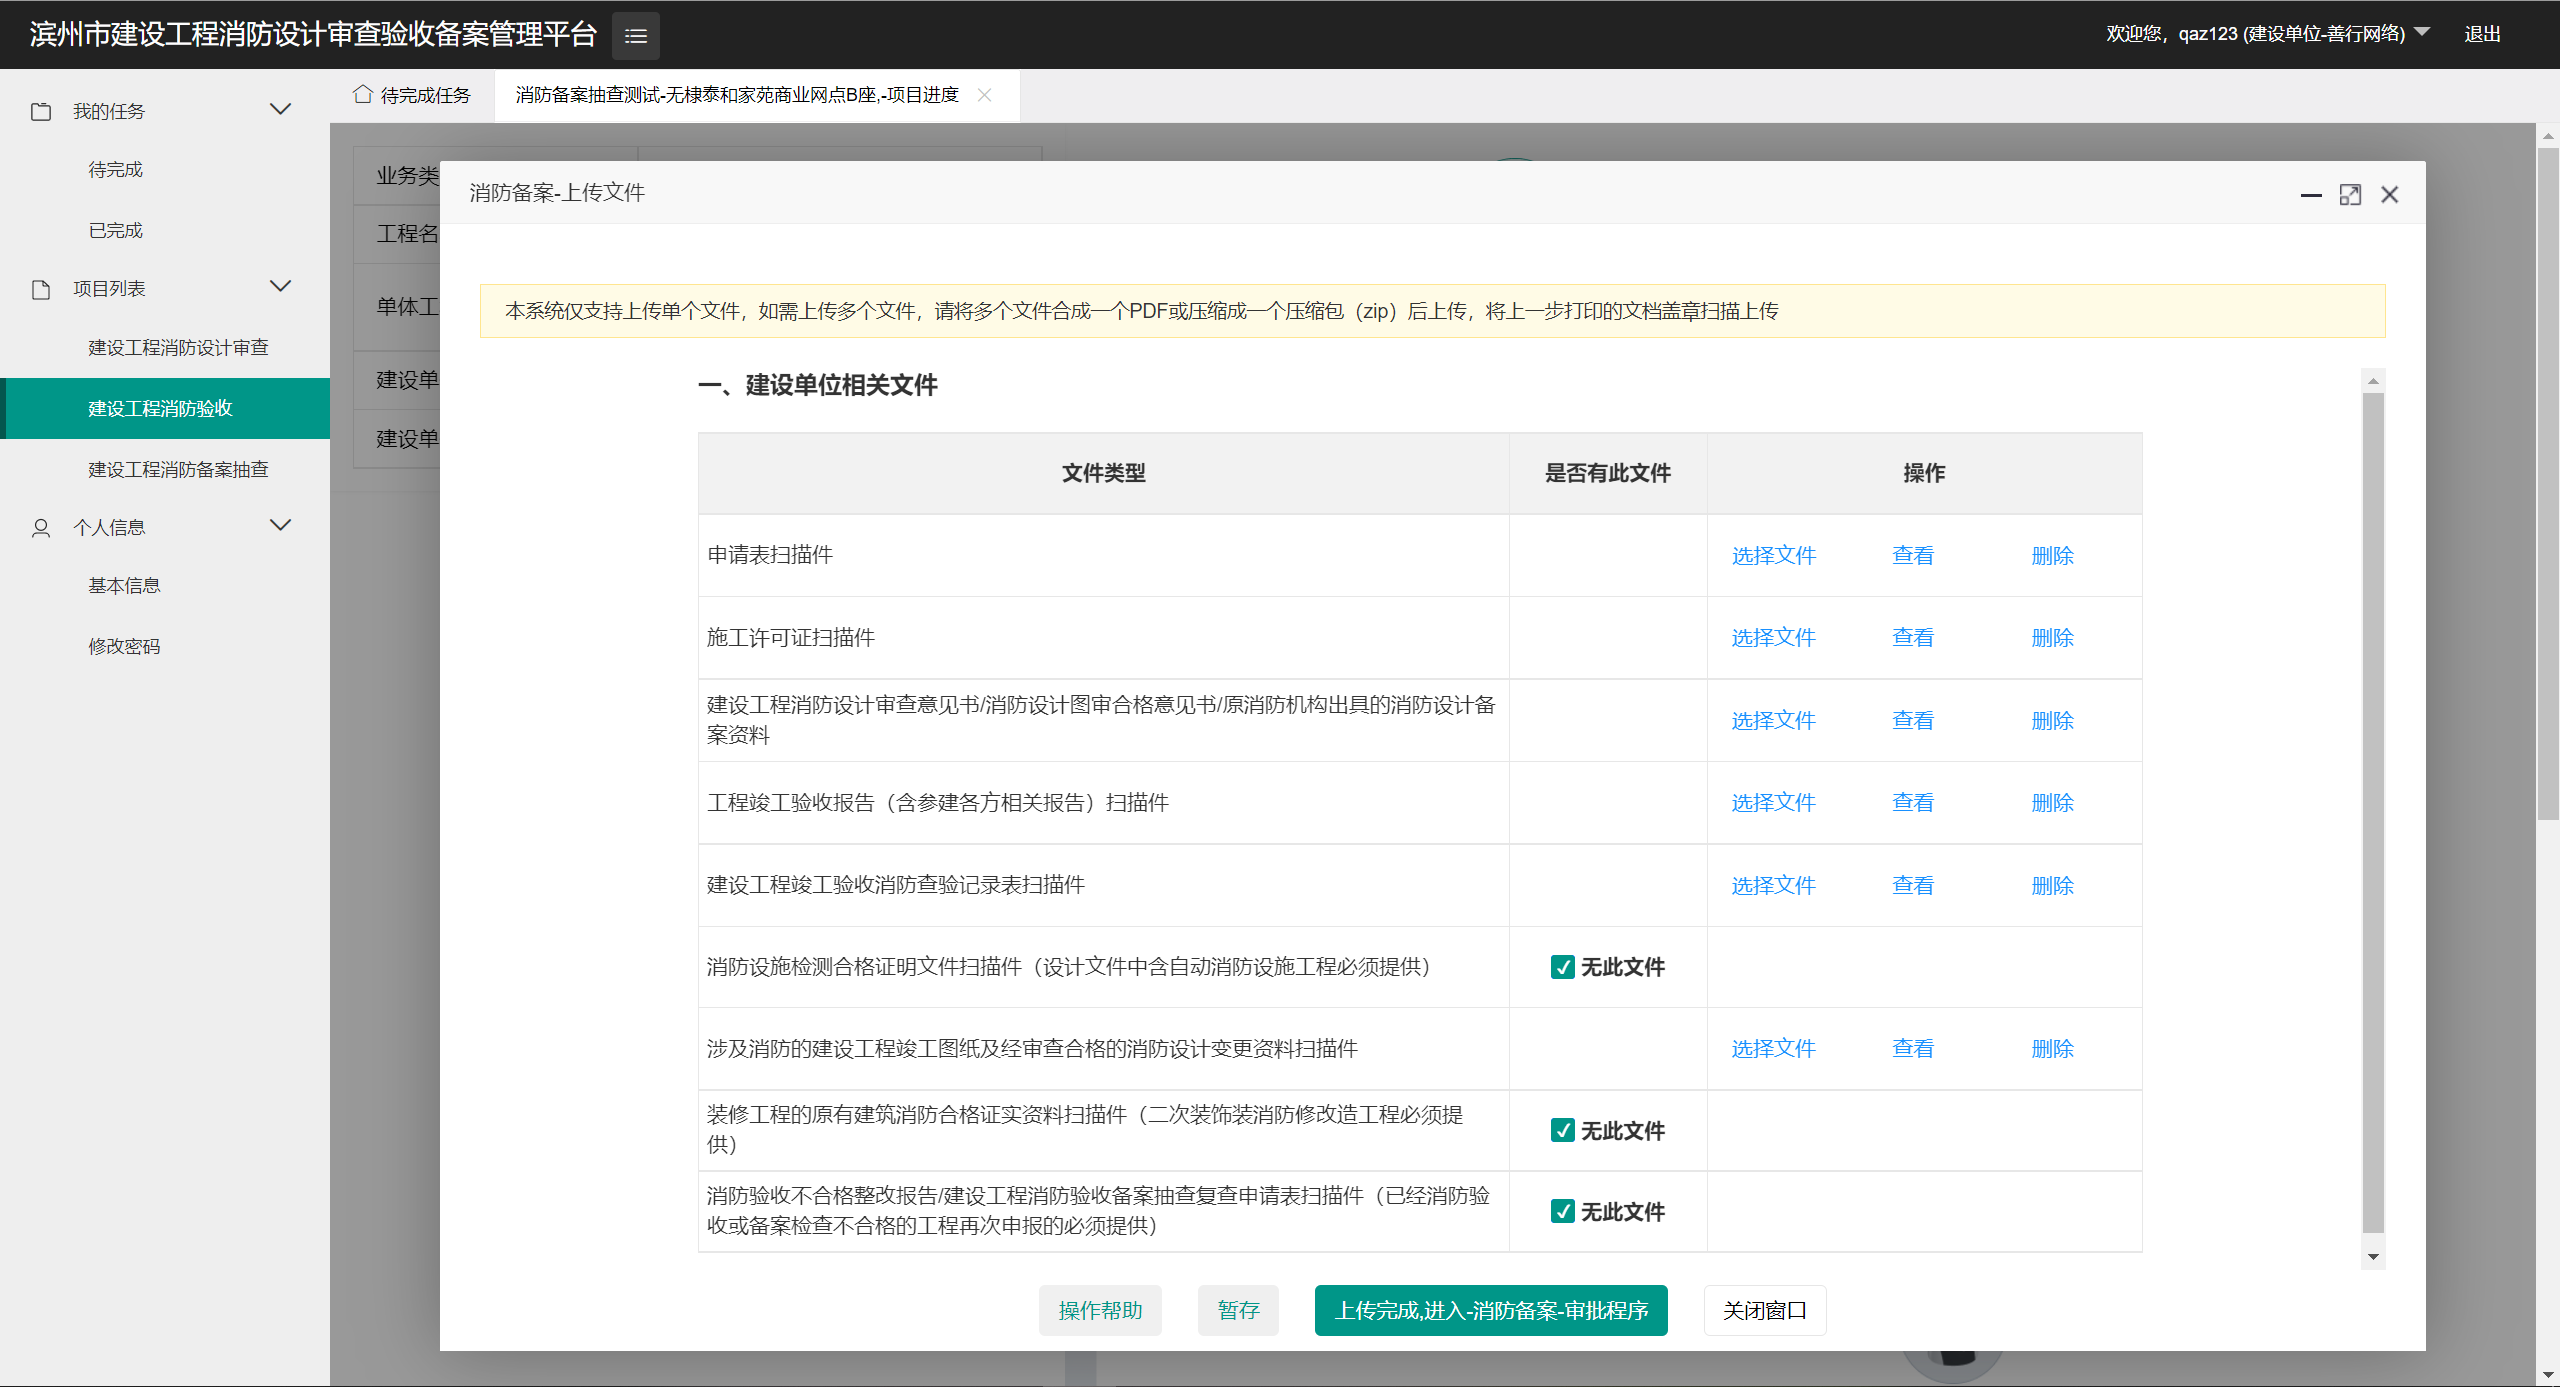 滨州市建设工程消防设计审查验收备案管理平台
欢迎您，qaz123 (建设单位-善行网络)
退出
我的任务
待完成
已完成
项目列表
建设工程消防设计审查
建设工程消防验收
建设工程消防备案抽查
个人信息
基本信息
修改密码
待完成任务
消防备案抽查测试-无棣泰和家苑商业网点B座,-项目进度
业务类
工程名
单体工
建设单
建设单
消防备案-上传文件
本系统仅支持上传单个文件，如需上传多个文件，请将多个文件合成一个PDF或压缩成一个压缩包（zip）后上传，将上一步打印的文档盖章扫描上传
一、建设单位相关文件
文件类型 是否有此文件 操作
申请表扫描件 选择文件 查看 删除
施工许可证扫描件 选择文件 查看 删除
建设工程消防设计审查意见书/消防设计图审合格意见书/原消防机构出具的消防设计备
案资料 选择文件 查看 删除
工程竣工验收报告（含参建各方相关报告）扫描件 选择文件 查看 删除
建设工程竣工验收消防查验记录表扫描件 选择文件 查看 删除
消防设施检测合格证明文件扫描件（设计文件中含自动消防设施工程必须提供） 无此文件
涉及消防的建设工程竣工图纸及经审查合格的消防设计变更资料扫描件 选择文件 查看 删除
装修工程的原有建筑消防合格证实资料扫描件（二次装饰装消防修改造工程必须提
供） 无此文件
消防验收不合格整改报告/建设工程消防验收备案抽查复查申请表扫描件（已经消防验
收或备案检查不合格的工程再次申报的必须提供） 无此文件
操作帮助 暂存 上传完成,进入-消防备案-审批程序 关闭窗口